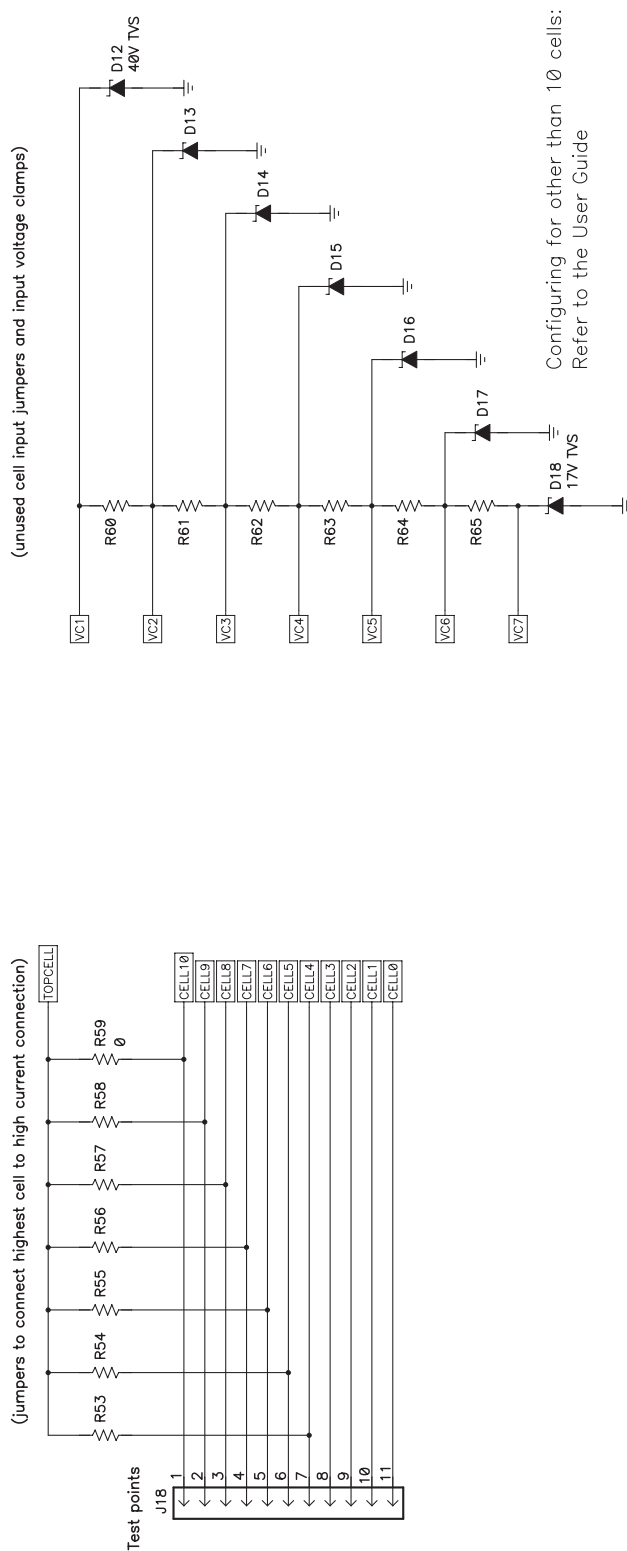 (jumpers to connect highest cell to high current connection)
TOPCELL
R53
R54
R55
R56
R57
R58
R59
0
Test points
J18
1
2
3
4
5
6
7
8
9
10
11
CELL10
CELL9
CELL8
CELL7
CELL6
CELL5
CELL4
CELL3
CELL2
CELL1
CELL0
(unused cell input jumpers and input voltage clamps)
VC1
VC2
VC3
VC4
VC5
VC6
VC7
R60
R61
R62
R63
R64
R65
D12
40V TVS
D13
D14
D15
D16
D17
D18
17V TVS
Configuring for other than 10 cells:
Refer to the User Guide